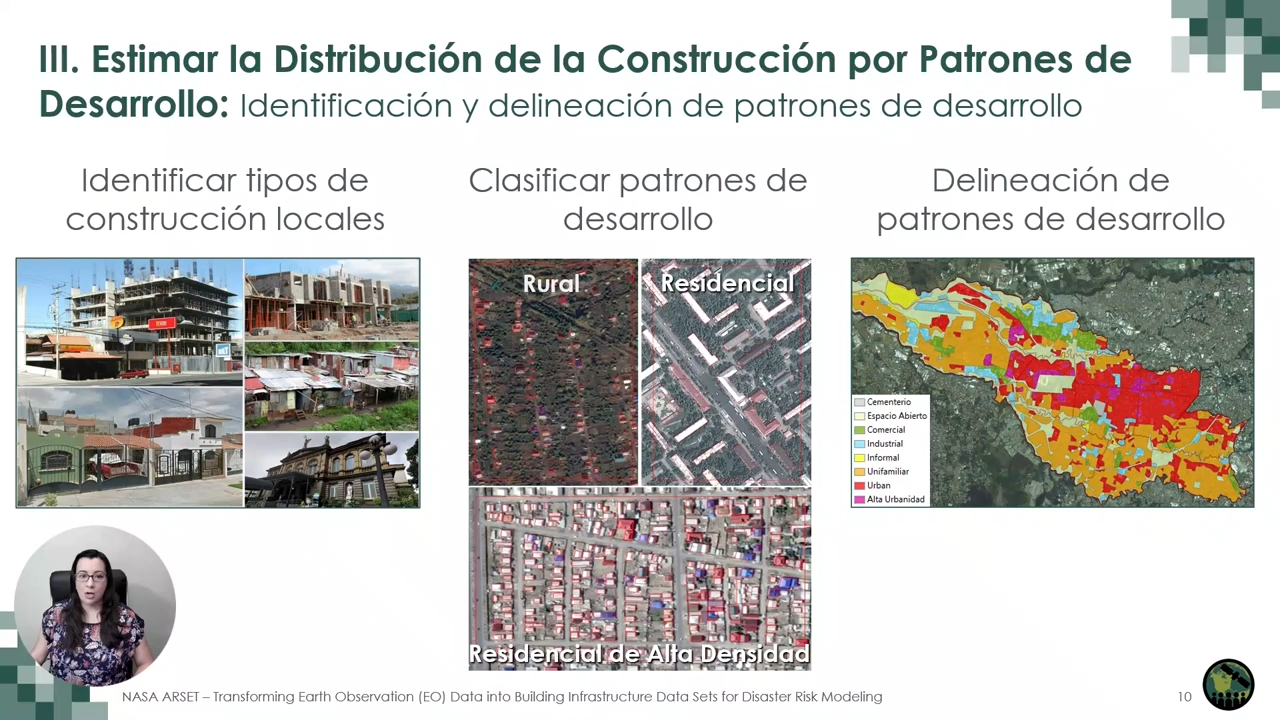 III. Estimar la Distribución de la Construcción por Patrones de
Desarrollo: Identificación y delineación de patrones de desarrollo
Identificar tipos de
construcción locales
Clasificar patrones de
desarrollo
Rural
Residencial
Residencial de Alta Densidad
Delineación de
patrones de desarrollo
Cementerio
Espacio Abierto
Comercial
Industrial
Informal
Unifamiliar
Urban
Alta Urbanidad
NASA ARSET – Transforming Earth Observation (EO) Data into Building Infrastructure Data Sets for Disaster Risk Modeling
10